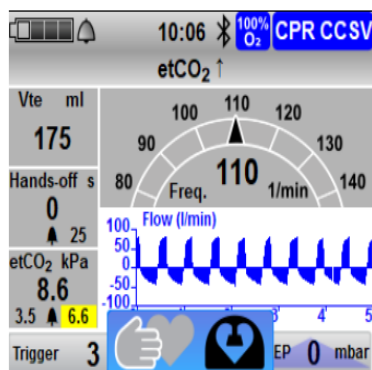 10:06 100% O₂ CPR CCSV
etCO₂ ↑
Vte ml
175
Hands-off s
0
25
etCO₂ kPa
8.6
3.5 6.6
Trigger 3
80 90 100 110 120 130 140
Freq. 110 1/min
Flow (l/min)
100
50
0
-50
-100
4 5
EP 0 mbar